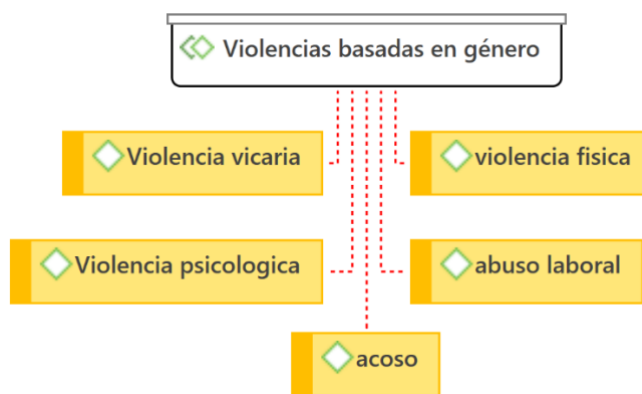 Violencias basadas en género
Violencia vicaria
violencia fisica
Violencia psicologica
abuso laboral
acoso